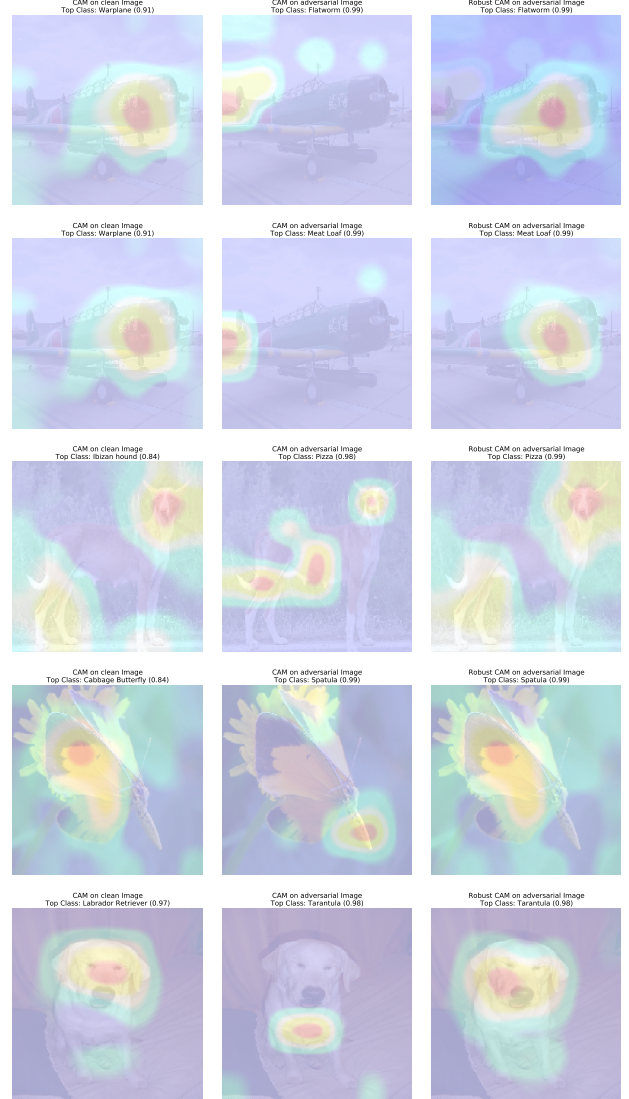 CAM on clean Image
Top Class: Warplane (0.91)
CAM on adversarial Image
Top Class: Flatworm (0.99)
Robust CAM on adversarial Image
Top Class: Flatworm (0.99)
CAM on clean Image
Top Class: Warplane (0.91)
CAM on adversarial Image
Top Class: Meat Loaf (0.99)
Robust CAM on adversarial Image
Top Class: Meat Loaf (0.99)
CAM on clean Image
Top Class: Ibizan hound (0.84)
CAM on adversarial Image
Top Class: Pizza (0.98)
Robust CAM on adversarial Image
Top Class: Pizza (0.99)
CAM on clean Image
Top Class: Cabbage Butterfly (0.84)
CAM on adversarial Image
Top Class: Spatula (0.99)
Robust CAM on adversarial Image
Top Class: Spatula (0.99)
CAM on clean Image
Top Class: Labrador Retriever (0.97)
CAM on adversarial Image
Top Class: Tarantula (0.98)
Robust CAM on adversarial Image
Top Class: Tarantula (0.98)